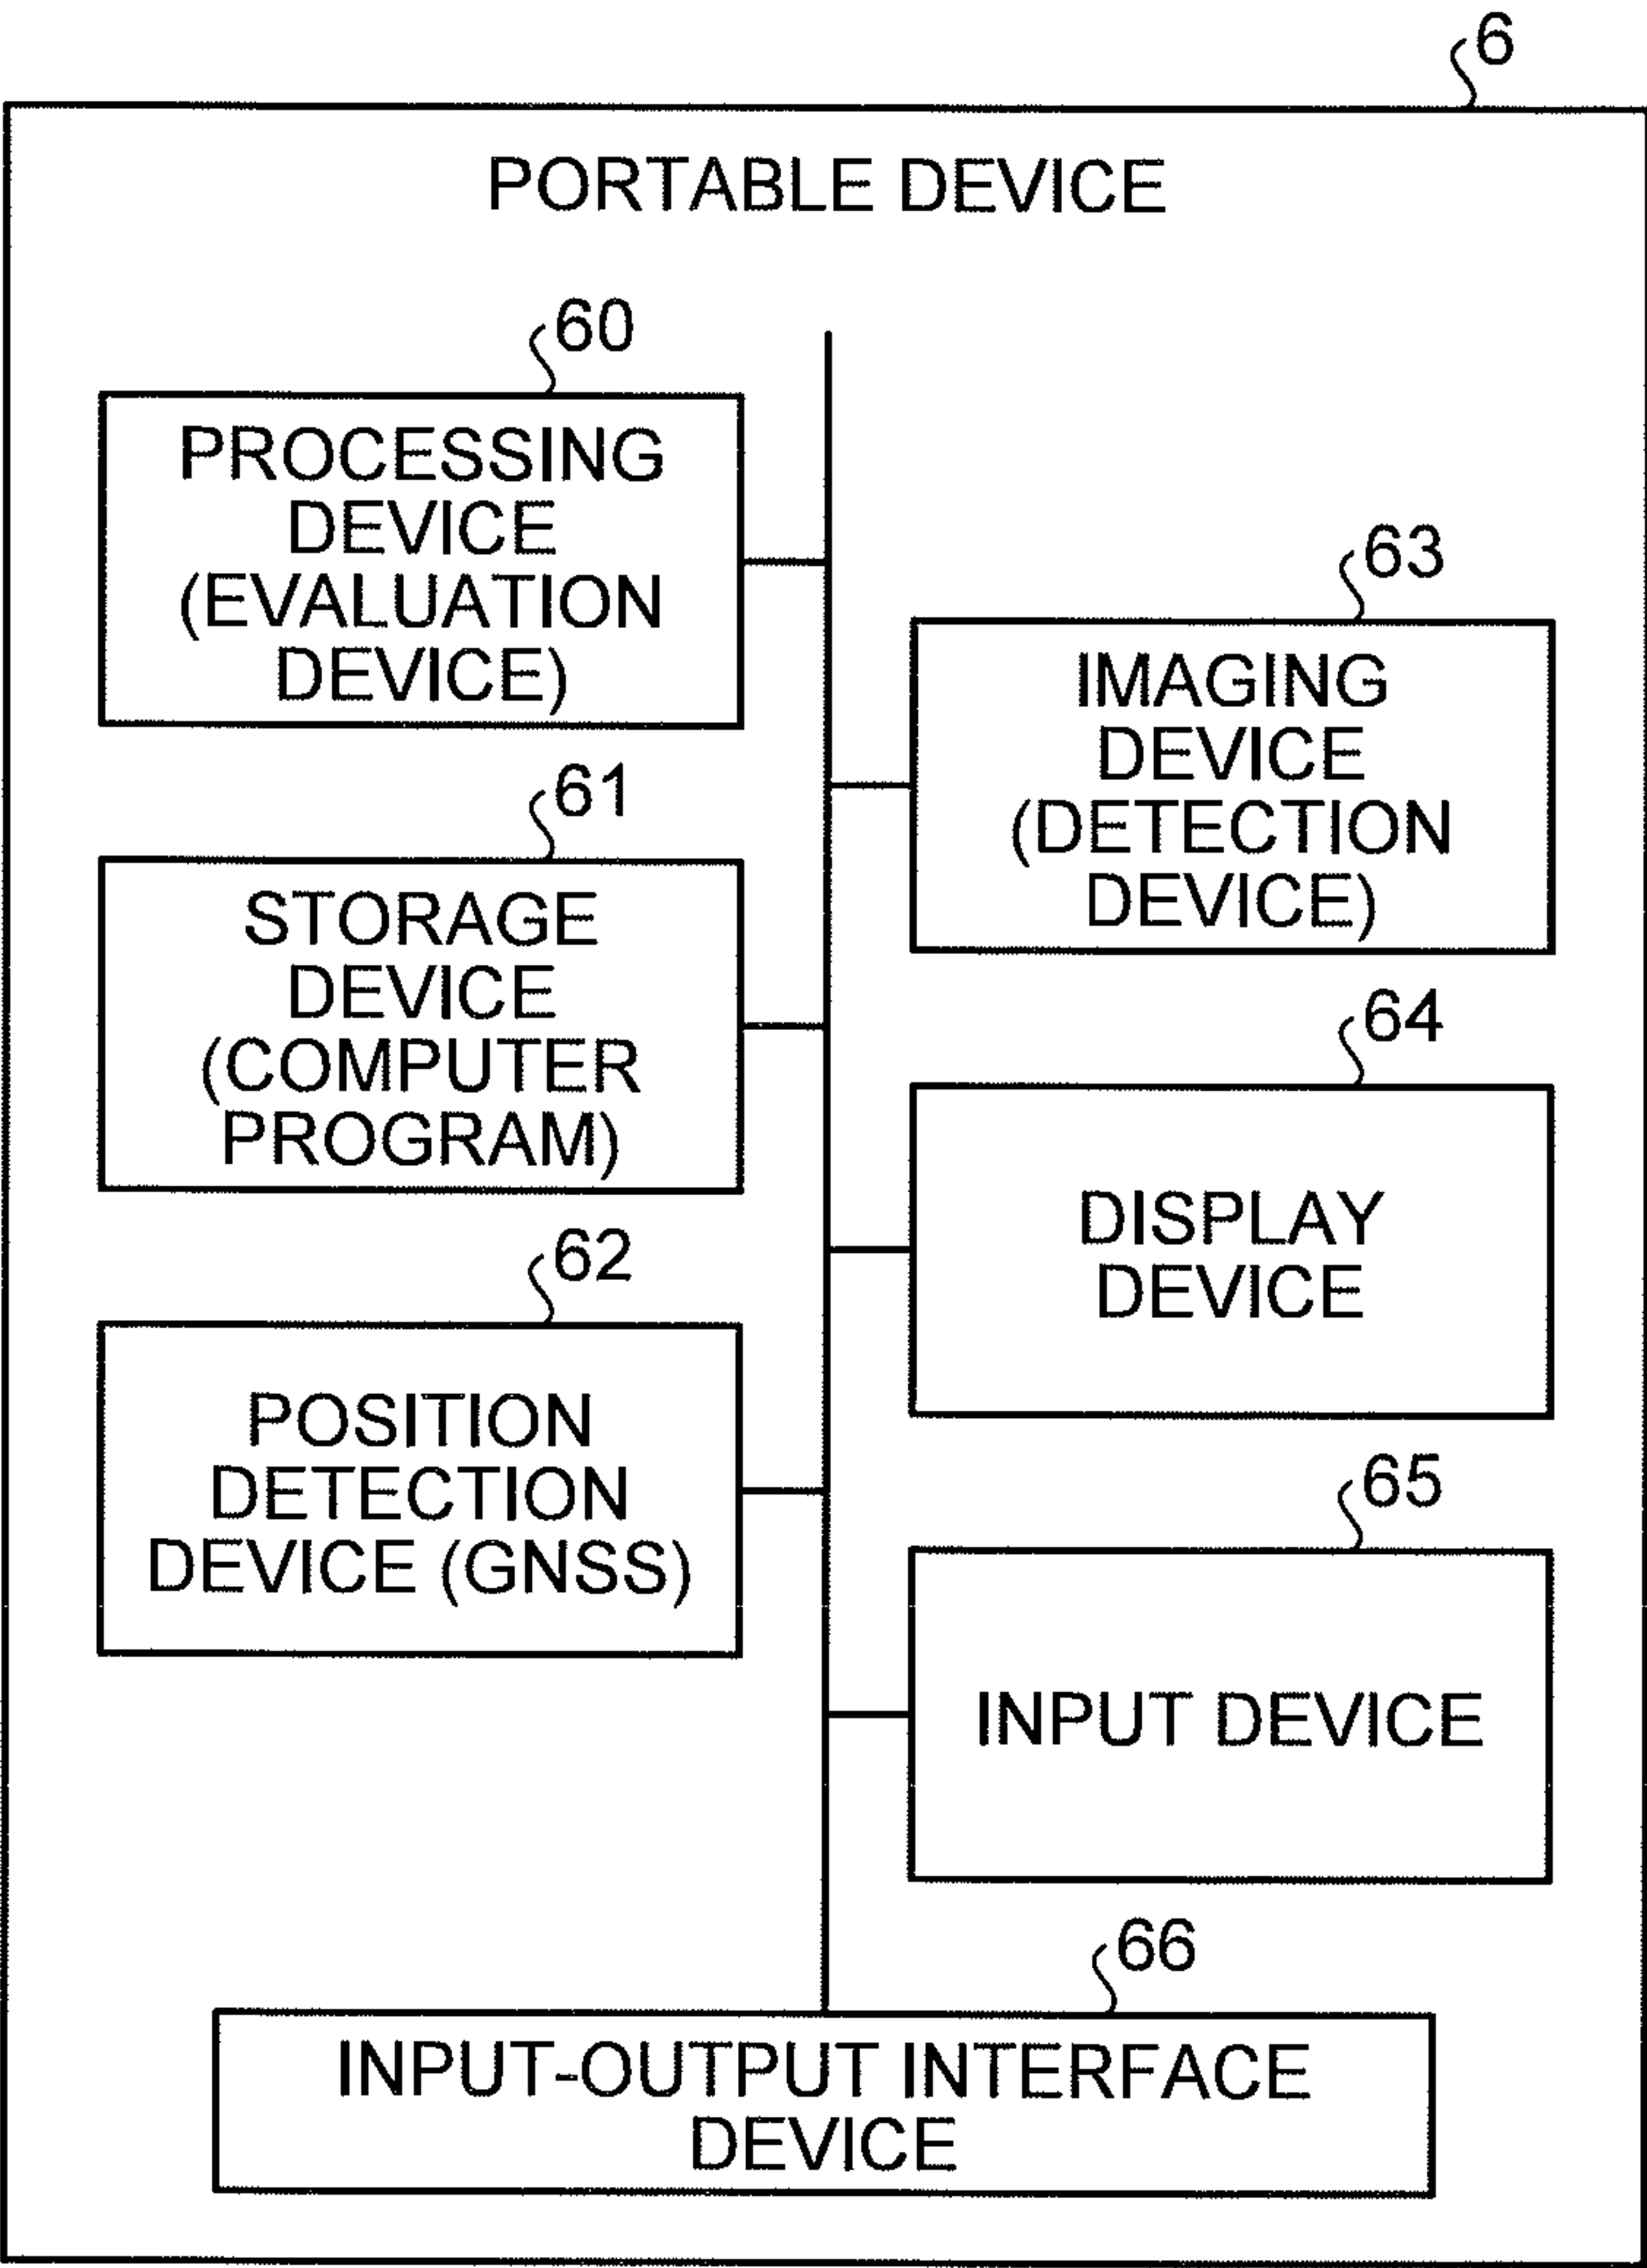 6
PORTABLE DEVICE
60
PROCESSING
DEVICE
(EVALUATION
DEVICE)
61
STORAGE
DEVICE
(COMPUTER
PROGRAM)
62
POSITION
DETECTION
DEVICE (GNSS)
63
IMAGING
DEVICE
(DETECTION
DEVICE)
64
DISPLAY
DEVICE
65
INPUT DEVICE
66
INPUT-OUTPUT INTERFACE
DEVICE